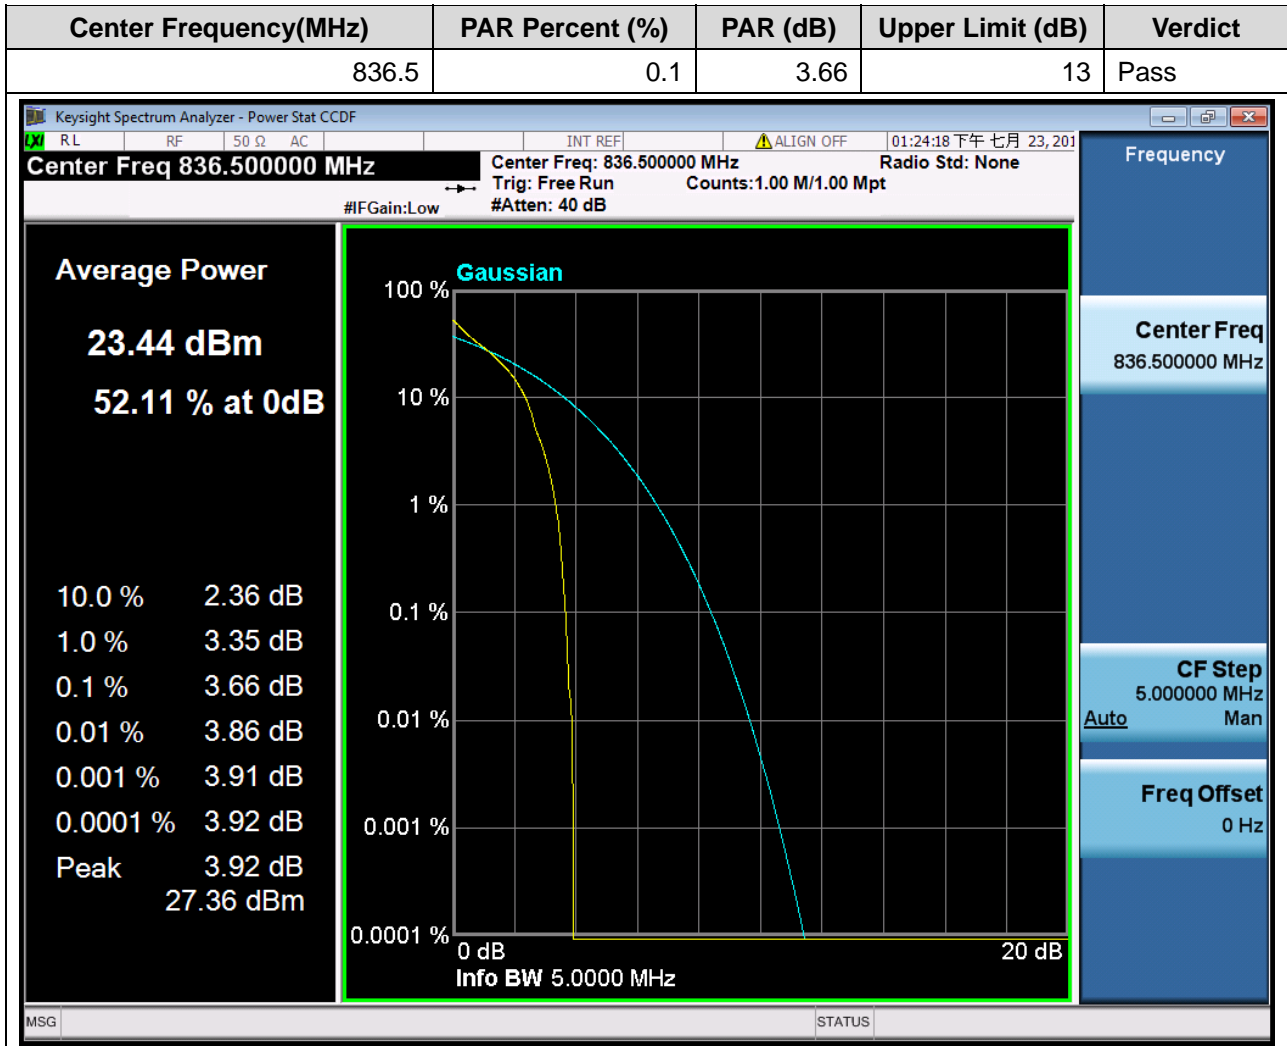 Center Frequency(MHz) PAR Percent (%) PAR (dB) Upper Limit (dB) Verdict
836.5 0.1 3.66 13 Pass
Keysight Spectrum Analyzer - Power Stat CCDF
LXI RL RF 50 Ω AC INT REF ALIGN OFF 01:24:18下午 七月 23, 201
Center Freq 836.500000 MHz
Center Freq: 836.500000 MHz Radio Std: None
Trig: Free Run Counts:1.00 M/1.00 Mpt
#IFGain:Low #Atten: 40 dB
Frequency
Average Power
23.44 dBm
52.11 % at 0dB
10.0 % 2.36 dB
1.0 % 3.35 dB
0.1 % 3.66 dB
0.01 % 3.86 dB
0.001 % 3.91 dB
0.0001 % 3.92 dB
Peak 3.92 dB
27.36 dBm
Gaussian
100 %
10 %
1 %
0.1 %
0.01 %
0.001 %
0.0001 %
0 dB 20 dB
Info BW 5.0000 MHz
Center Freq
836.500000 MHz
CF Step
5.000000 MHz
Auto Man
Freq Offset
0 Hz
MSG STATUS